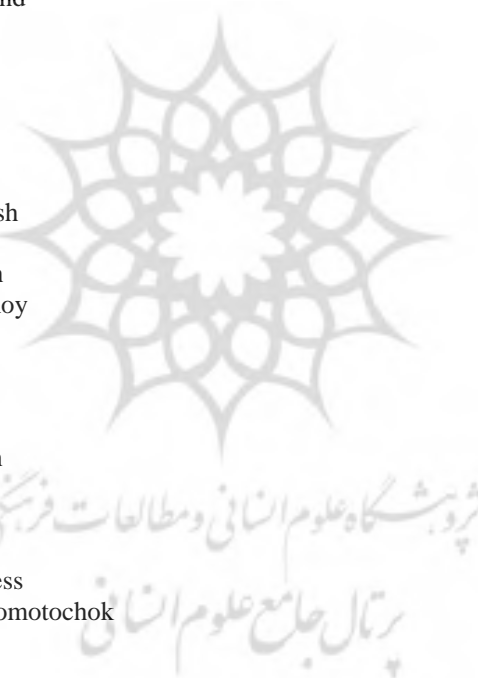 nd
sh
n
oy
n
ess
omotochok
پژوهشگاه علوم انسانی و مطالعات فرهنگی
پرتال جامع علوم انسانی